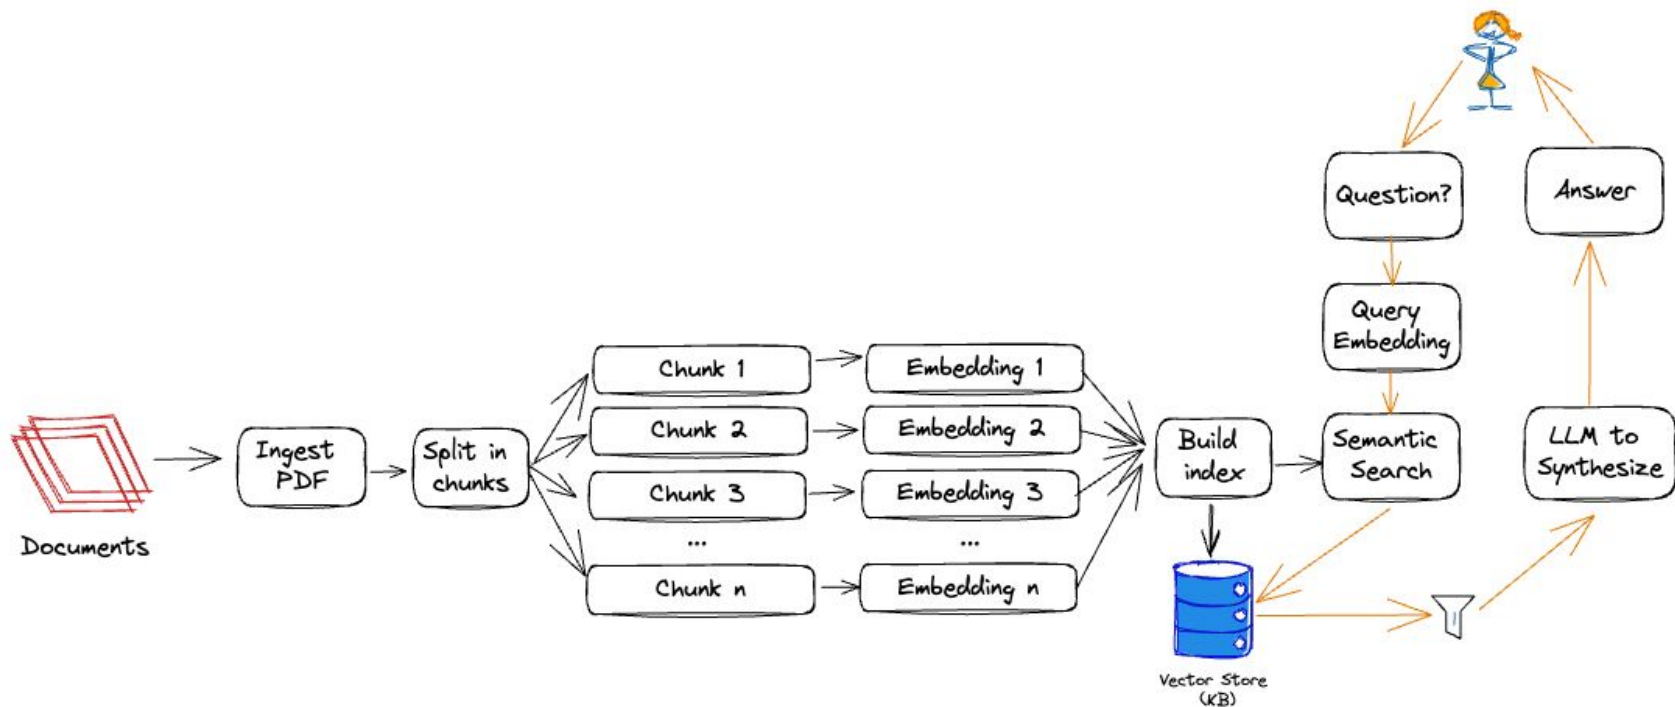 Documents
Ingest
PDF
Split in
chunks
Chunk 1
Chunk 2
Chunk 3
...
Chunk n
Embedding 1
Embedding 2
Embedding 3
...
Embedding n
Build
index
Vector Store
(KB)
Question?
Query
Embedding
Semantic
Search
LLM to
Synthesize
Answer